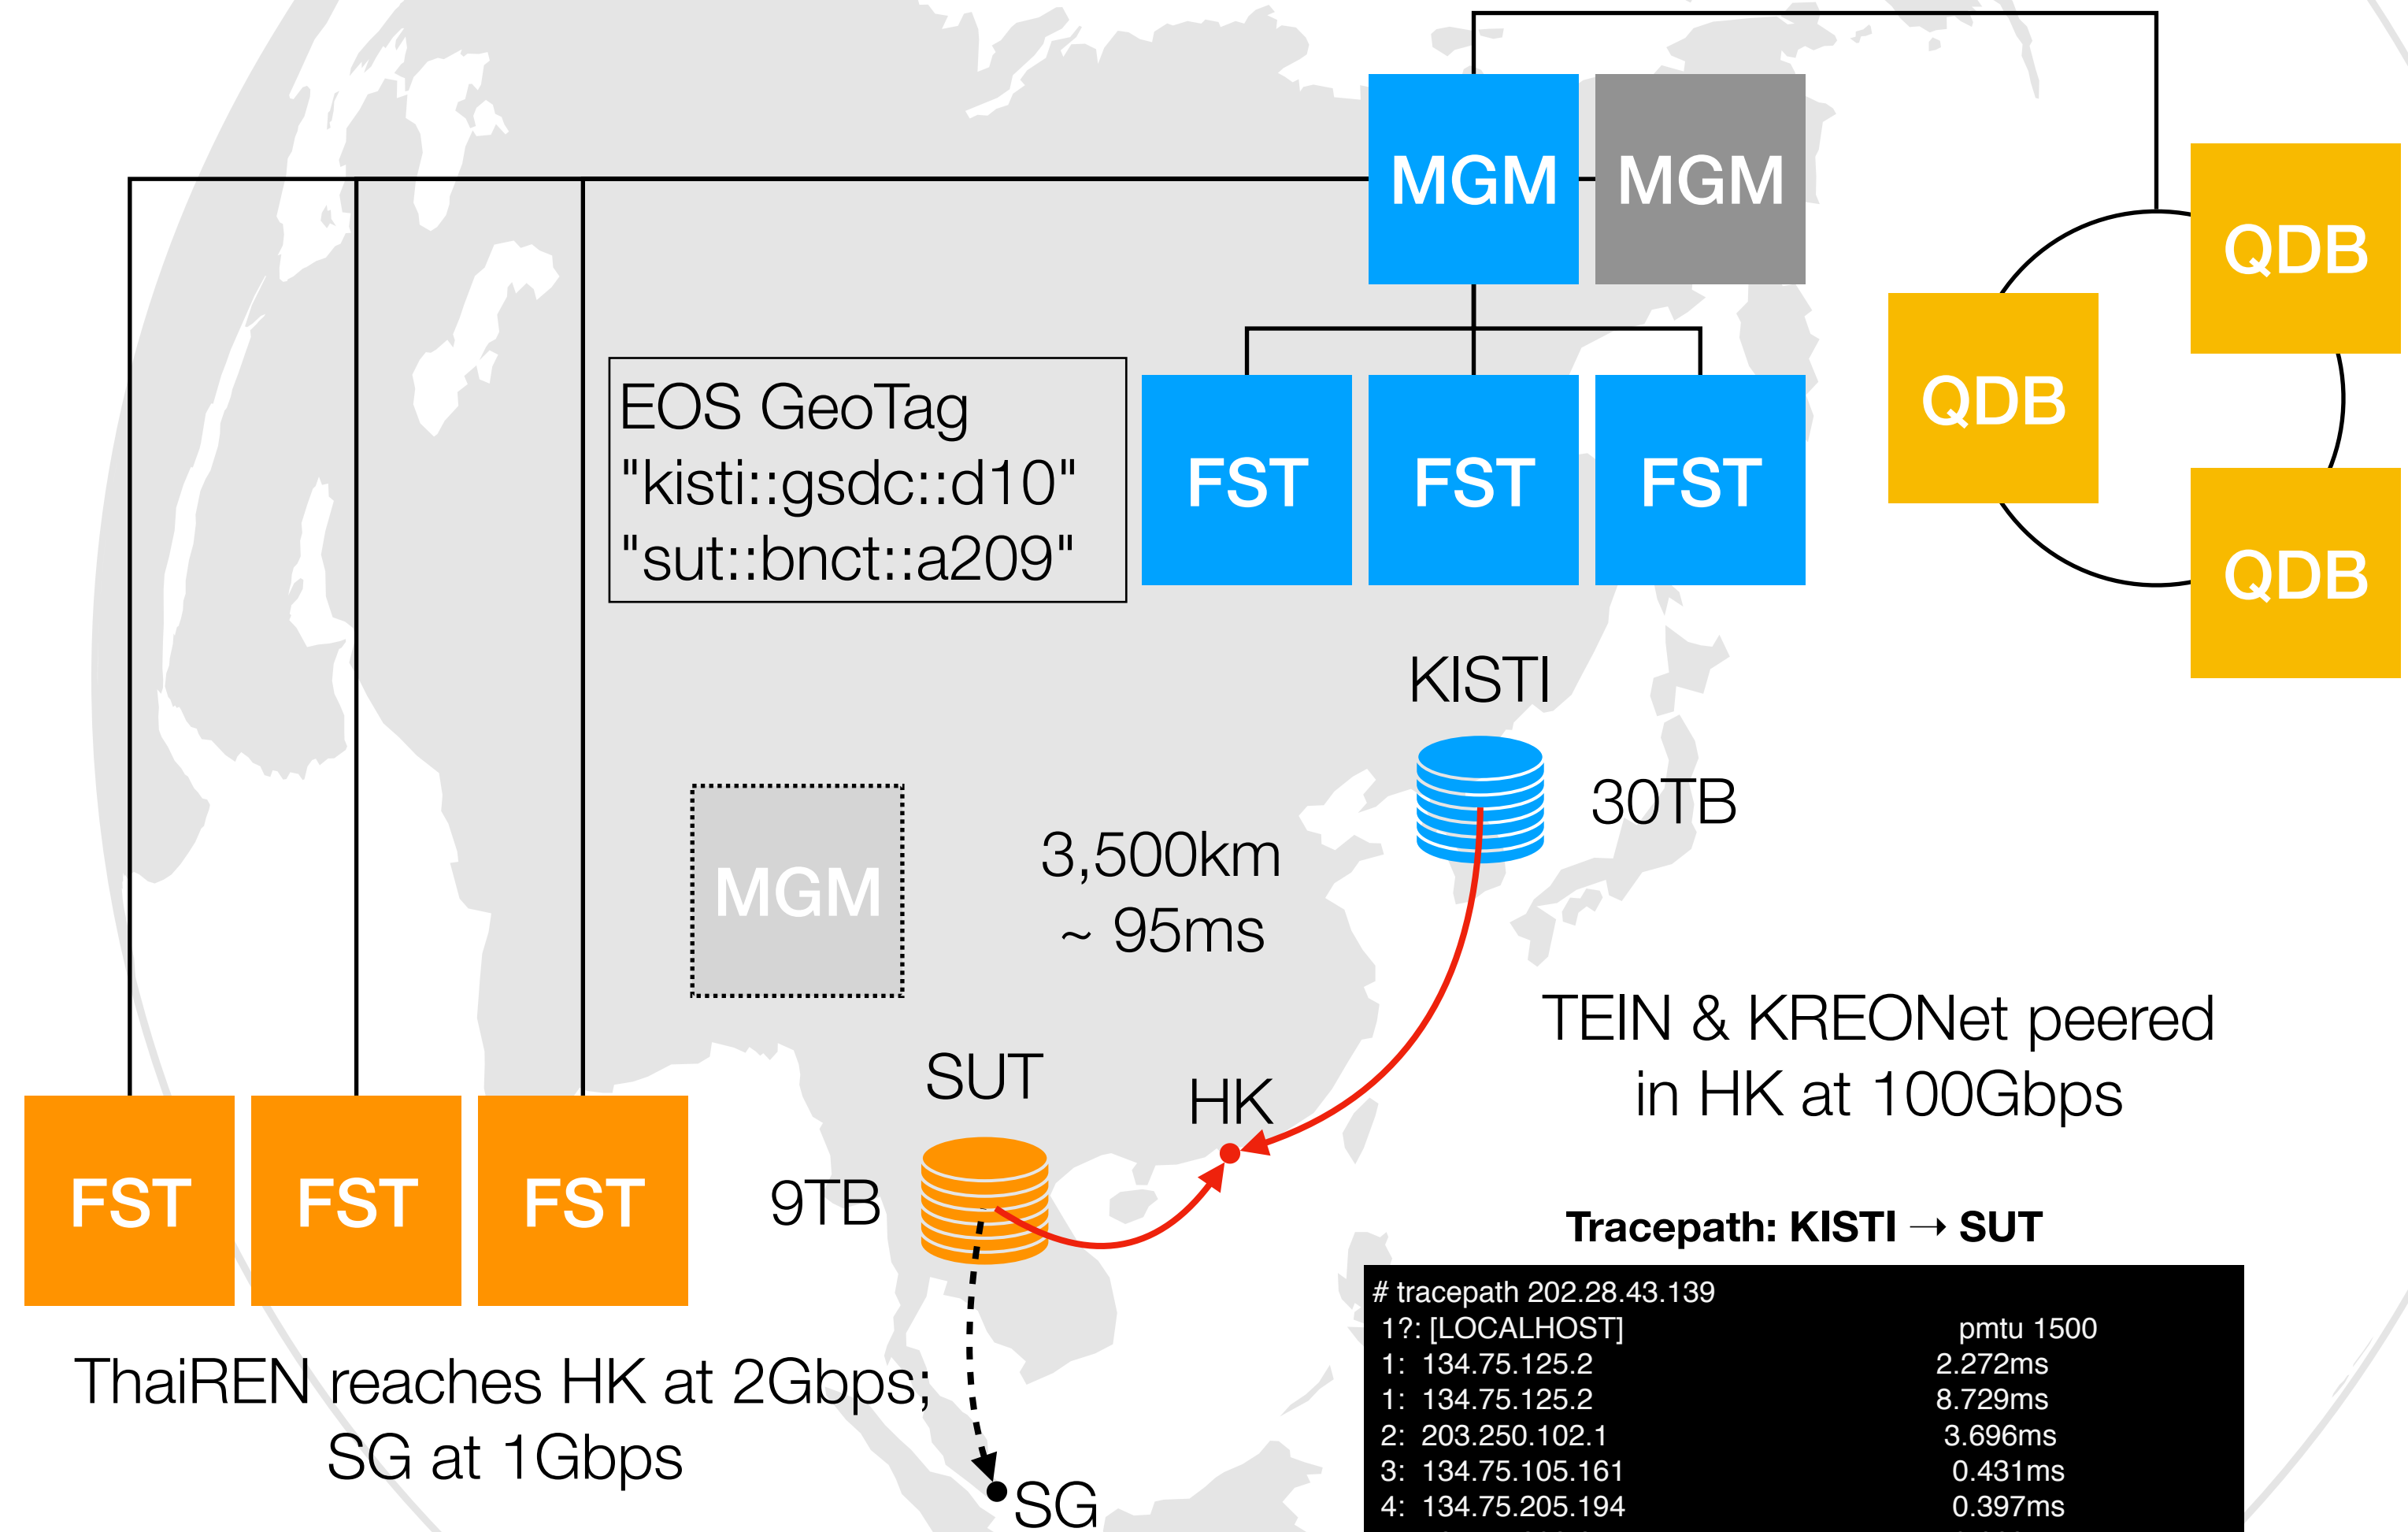 MGM MGM
QDB
QDB
QDB
EOS GeoTag
"kisti::gsdc::d10"
"sut::bnct::a209"
FST FST FST
KISTI
30TB
MGM
3,500km
~ 95ms
TEIN & KREONet peered
in HK at 100Gbps
SUT
HK
9TB
FST FST FST
ThaiREN reaches HK at 2Gbps;
SG at 1Gbps
SG
Tracepath: KISTI → SUT
# tracepath 202.28.43.139
1?: [LOCALHOST] pmtu 1500
1: 134.75.125.2 2.272ms
1: 134.75.125.2 8.729ms
2: 203.250.102.1 3.696ms
3: 134.75.105.161 0.431ms
4: 134.75.205.194 0.397ms